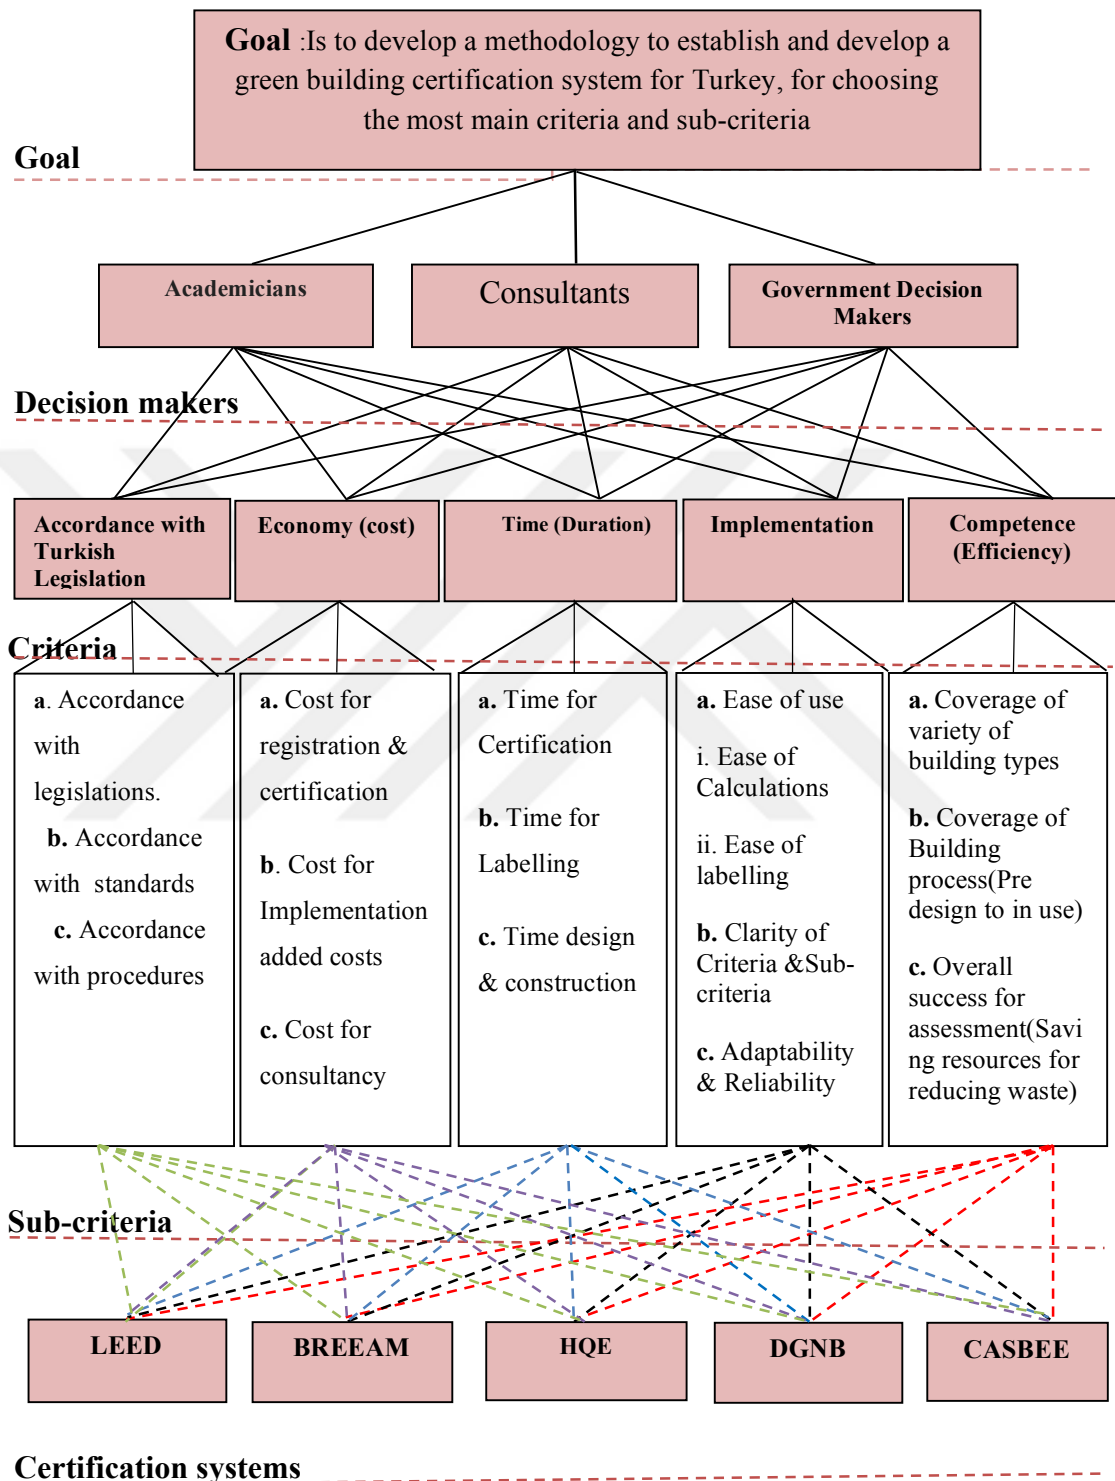 Goal :Is to develop a methodology to establish and develop a
green building certification system for Turkey, for choosing
the most main criteria and sub-criteria
Goal
Academicians
Consultants
Government Decision
Makers
Decision makers
Accordance with
Turkish
Legislation
Economy (cost)
Time (Duration)
Implementation
Competence
(Efficiency)
Criteria
a. Accordance
with
legislations.
b. Accordance
with standards
c. Accordance
with procedures
a. Cost for
registration &
certification
b. Cost for
Implementation
added costs
c. Cost for
consultancy
a. Time for
Certification
b. Time for
Labelling
c. Time design
& construction
a. Ease of use
i. Ease of
Calculations
ii. Ease of
labelling
b. Clarity of
Criteria &Sub-
criteria
c. Adaptability
& Reliability
a. Coverage of
variety of
building types
b. Coverage of
Building
process(Pre
design to in use)
c. Overall
success for
assessment(Savi
ng resources for
reducing waste)
Sub-criteria
LEED
BREEAM
HQE
DGNB
CASBEE
Certification systems